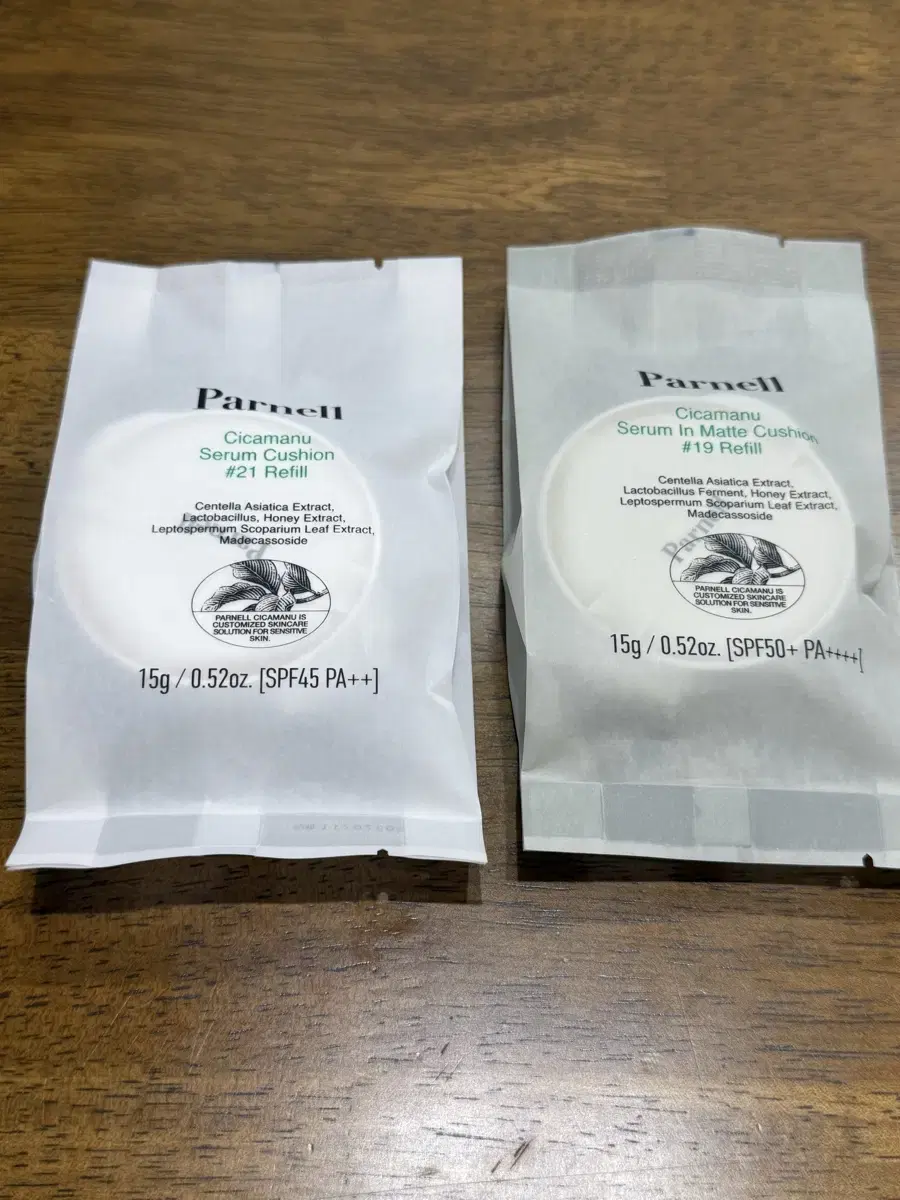 Parnell
Cicamanu
Serum Cushion
#21 Refill
Centella Asiatica Extract,
Lactobacillus, Honey Extract,
Leptospermum Scoparium Leaf Extract,
Madecassoside
PARNELL CICAMANU IS
CUSTOMIZED SKINCARE
SOLUTION FOR SENSITIVE
SKIN.
15g / 0.52oz. [SPF45 PA++]
Parnell
Cicamanu
Serum In Matte Cushion
#19 Refill
Centella Asiatica Extract,
Lactobacillus Ferment, Honey Extract,
Leptospermum Scoparium Leaf Extract,
Madecassoside
PARNELL CICAMANU IS
CUSTOMIZED SKINCARE
SOLUTION FOR SENSITIVE
SKIN.
15g / 0.52oz. [SPF50+ PA++++]